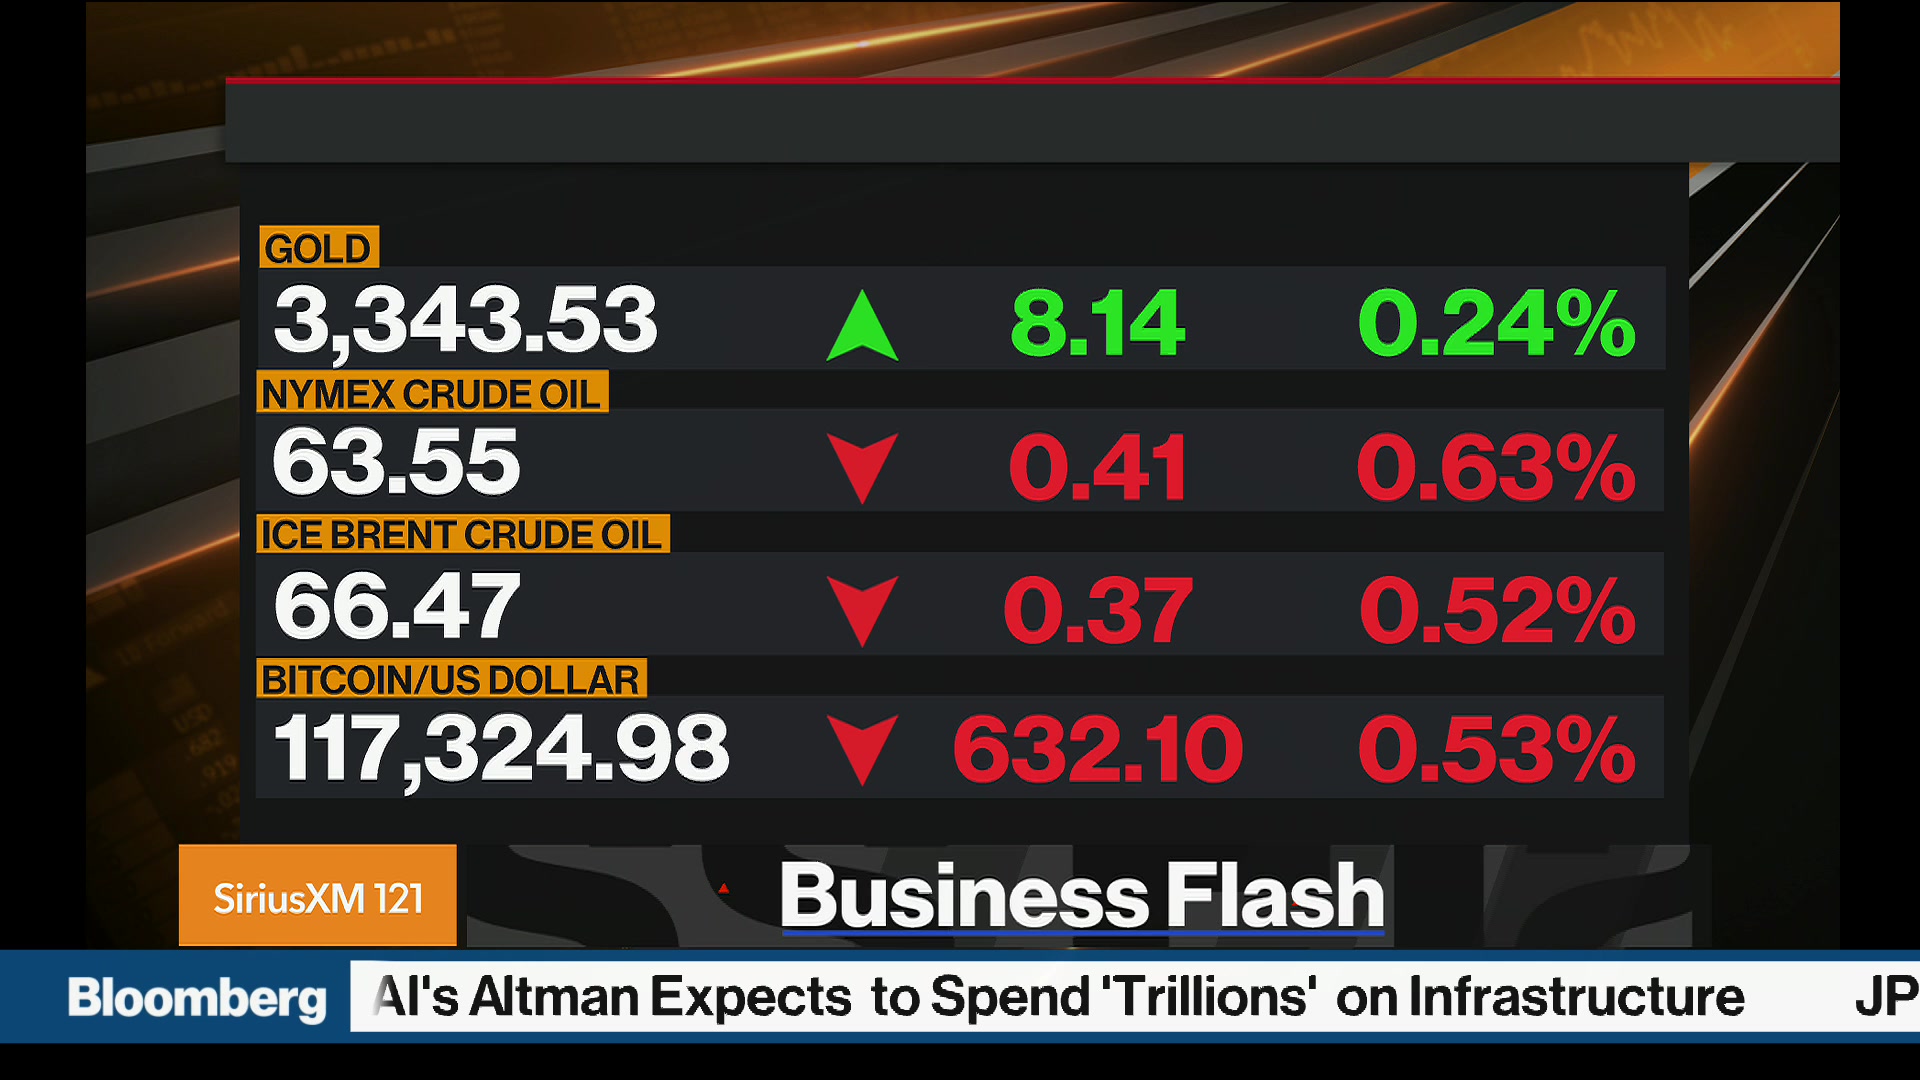 GOLD
3,343.53 8.14 0.24%
NYMEX CRUDE OIL
63.55 0.41 0.63%
ICE BRENT CRUDE OIL
66.47 0.37 0.52%
BITCOIN/US DOLLAR
117,324.98 632.10 0.53%
SiriusXM 121 Business Flash
Bloomberg AI's Altman Expects to Spend 'Trillions' on Infrastructure JP